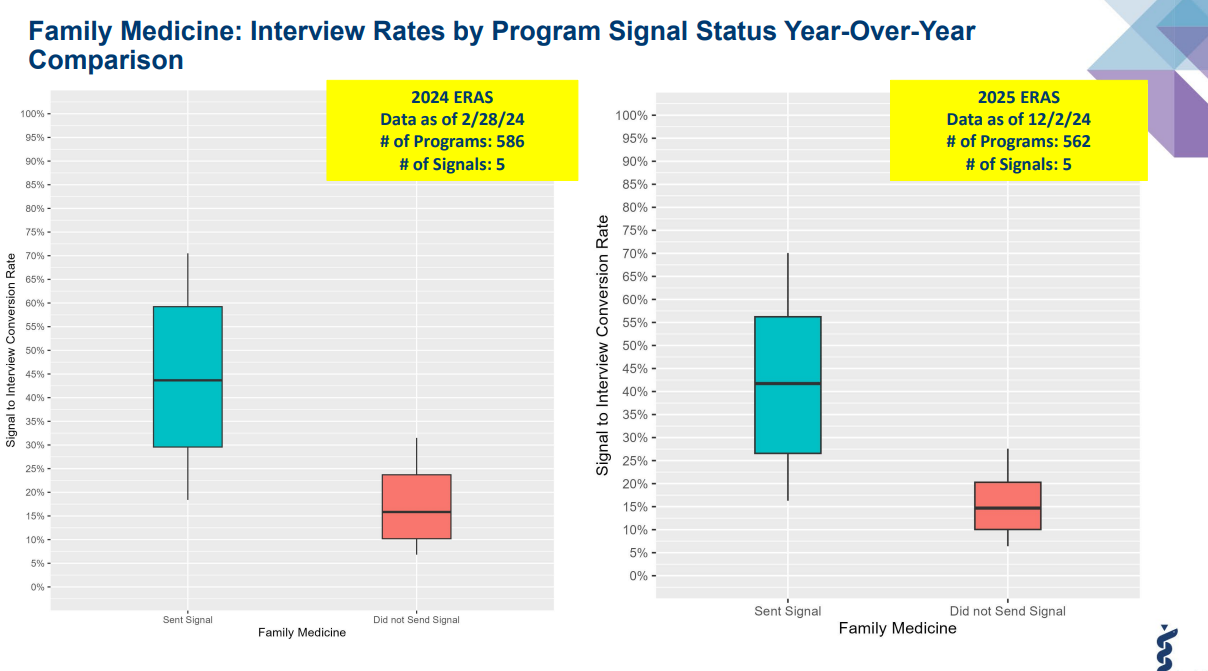 Family Medicine: Interview Rates by Program Signal Status Year-Over-Year
Comparison
2024 ERAS
Data as of 2/28/24
# of Programs: 586
# of Signals: 5
Signal to Interview Conversion Rate
100%
95%
90%
85%
80%
75%
70%
65%
60%
55%
50%
45%
40%
35%
30%
25%
20%
15%
10%
5%
0%
Sent Signal
Did not Send Signal
Family Medicine
2025 ERAS
Data as of 12/2/24
# of Programs: 562
# of Signals: 5
Signal to Interview Conversion Rate
100%
95%
90%
85%
80%
75%
70%
65%
60%
55%
50%
45%
40%
35%
30%
25%
20%
15%
10%
5%
0%
Sent Signal
Did not Send Signal
Family Medicine